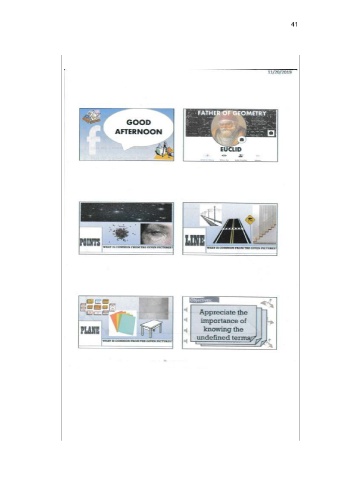 41
11/20/2019
GOOD
AFTERNOON
FATHER OF GEOMETRY
EUCLID
POINTS
WHAT IS COMMON FROM THE GIVEN PICTURES?
LINE
WHAT IS COMMON FROM THE GIVEN PICTURES?
PLANE
WHAT IS COMMON FROM THE GIVEN PICTURES?
Appreciate the
importance of
knowing the
undefined terms